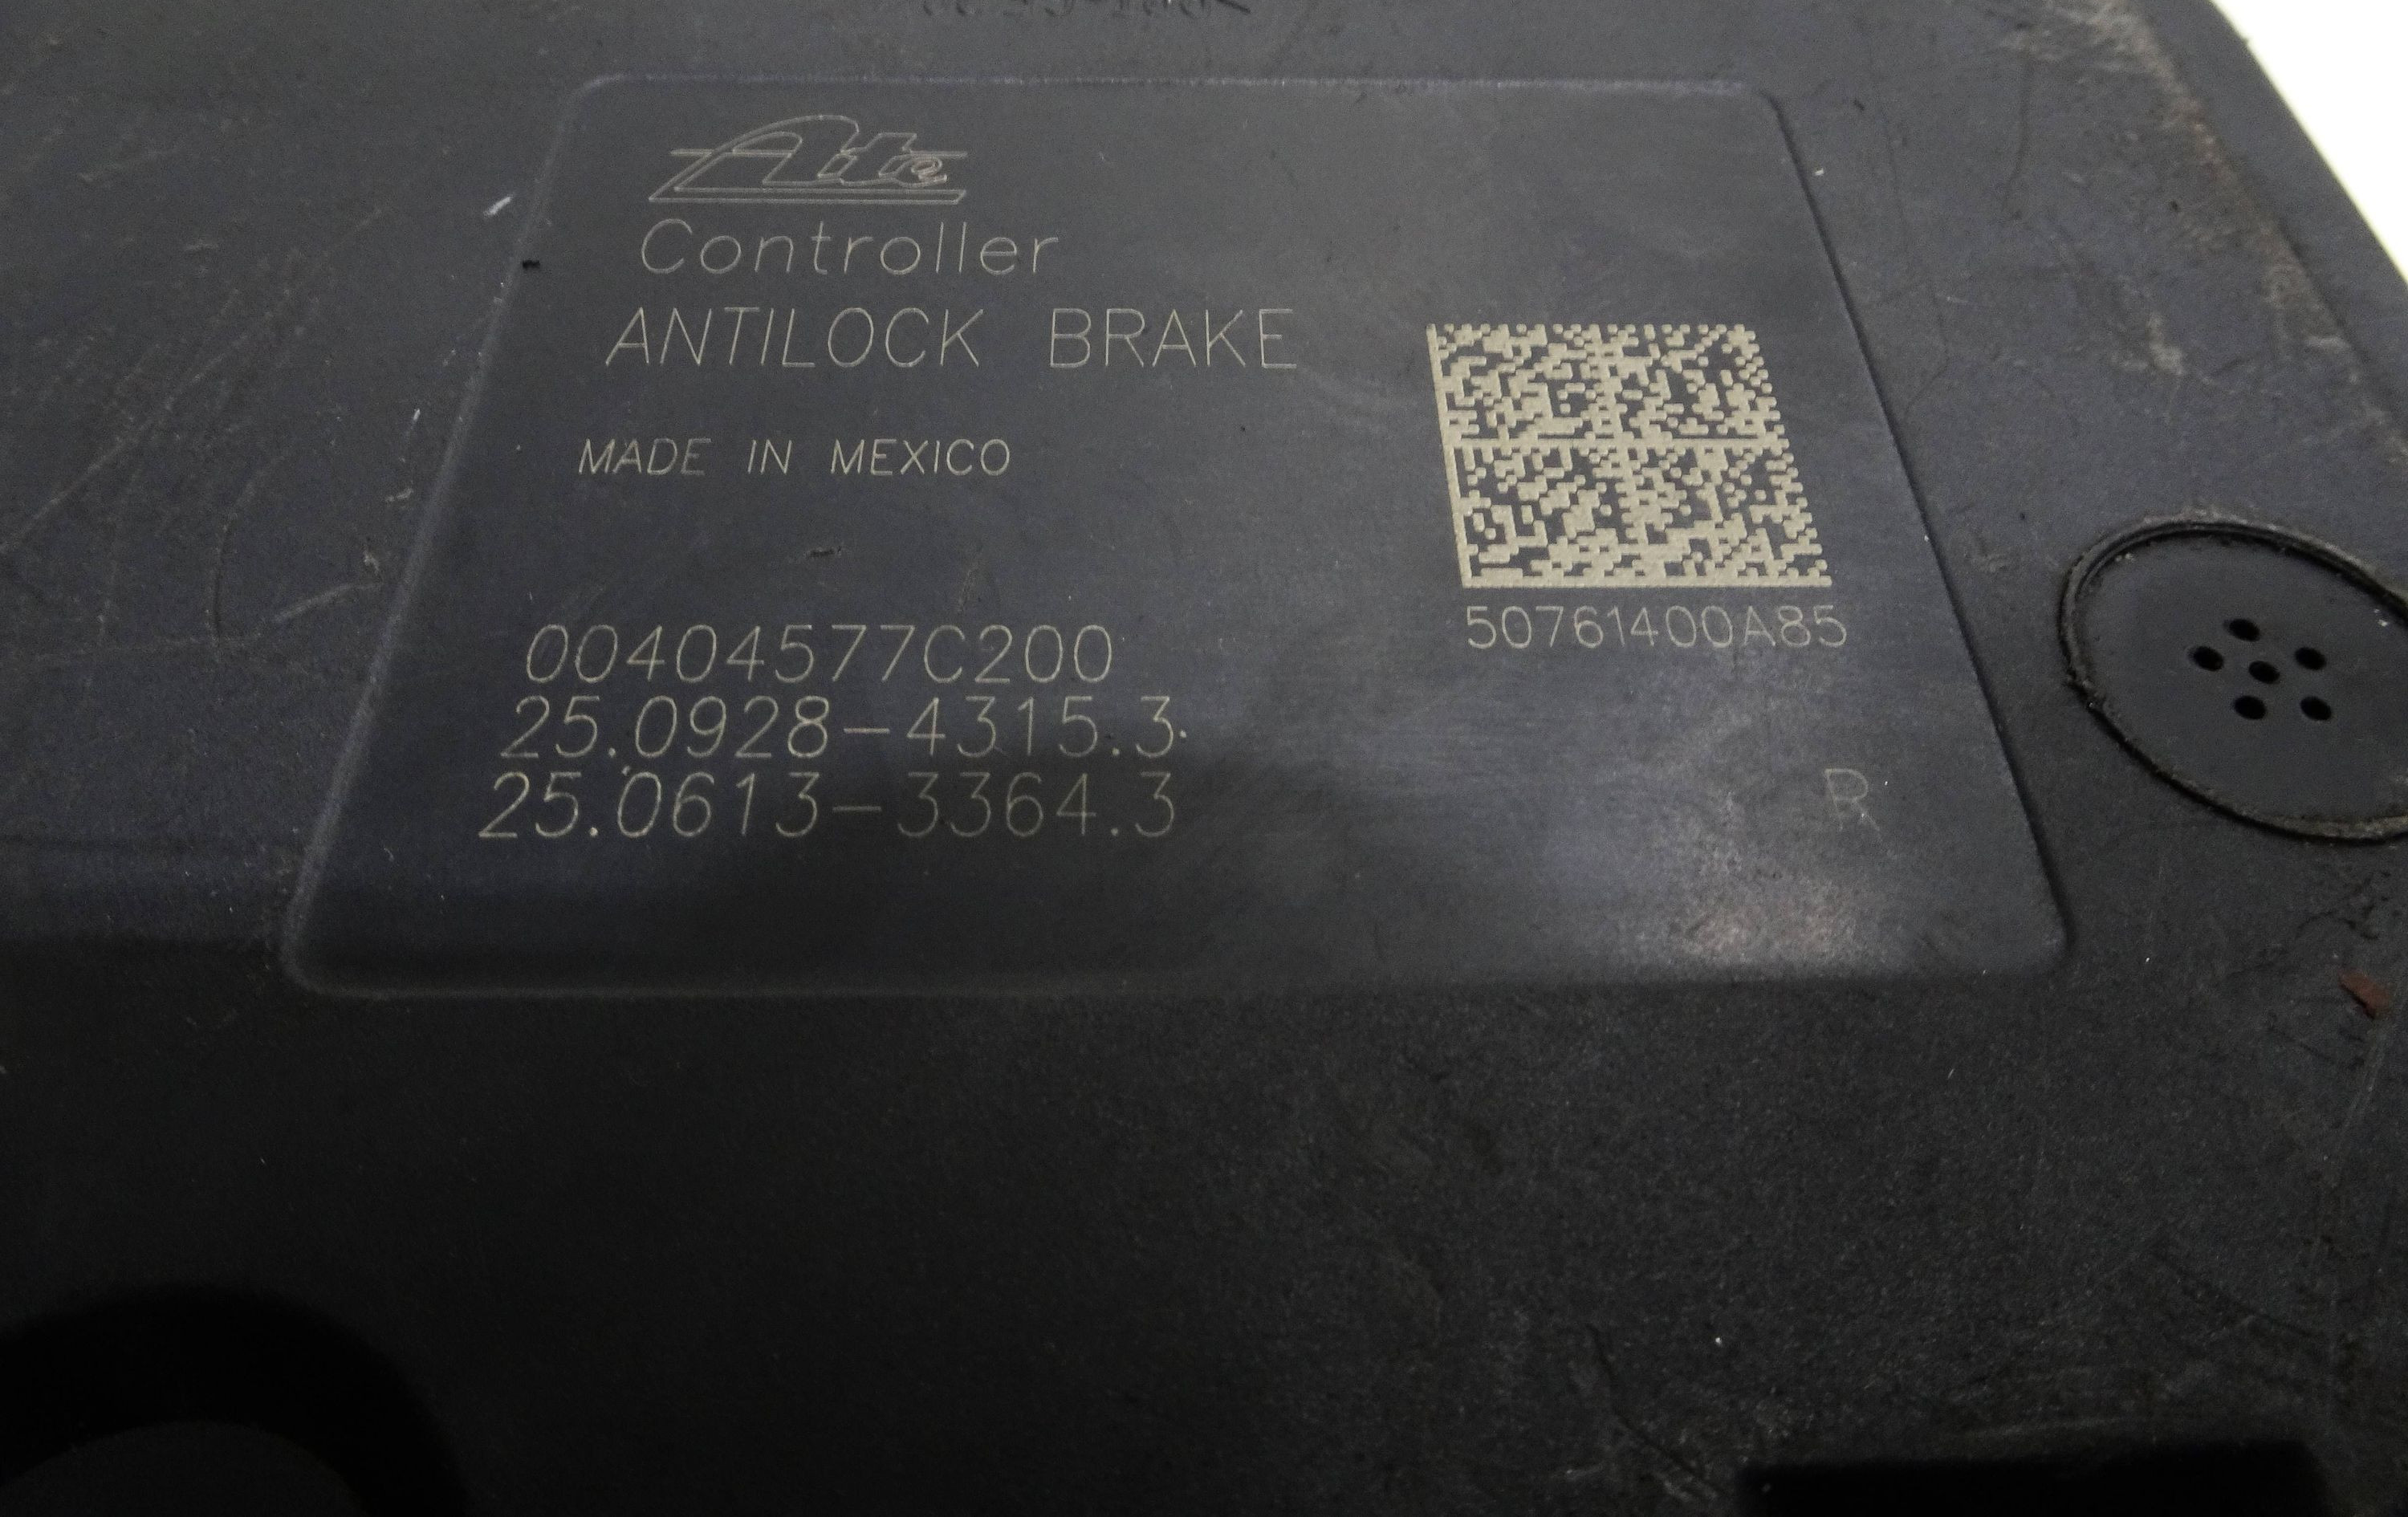 Ate
Controller
ANTILOCK BRAKE
MADE IN MEXICO
50761400A85
00404577C200
25.0928-4315.3
25.0613-3364.3
R